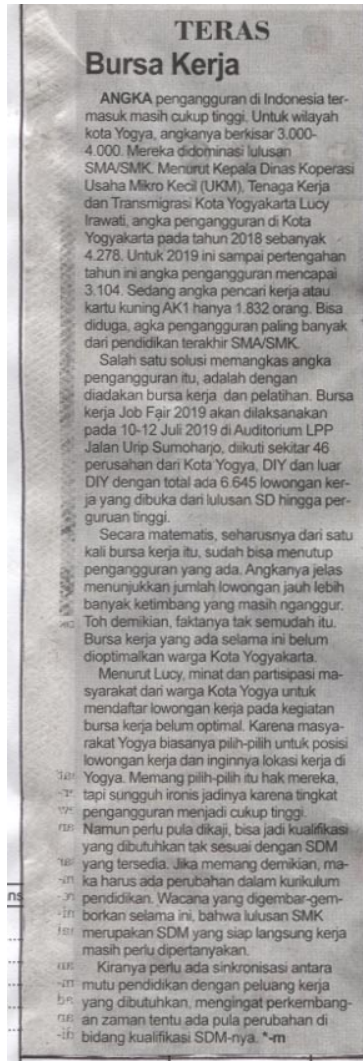 TERAS
Bursa Kerja
ANGKA pengangguran di Indonesia ter-
masuk masih cukup tinggi. Untuk wilayah
kota Yogya, angkanya berkisar 3.000-
4.000. Mereka didominasi lulusan
SMA/SMK. Menurut Kepala Dinas Koperasi
Usaha Mikro Kecil (UKM), Tenaga Kerja
dan Transmigrasi Kota Yogyakarta Lucy
Irawati, angka pengangguran di Kota
Yogyakarta pada tahun 2018 sebanyak
4.278. Untuk 2019 ini sampai pertengahan
tahun ini angka pengangguran mencapai
3.104. Sedang angka pencari kerja atau
kartu kuning AK1 hanya 1.832 orang. Bisa
diduga, agka pengangguran paling banyak
dari pendidikan terakhir SMA/SMK.
Salah satu solusi memangkas angka
pengangguran itu, adalah dengan
diadakan bursa kerja dan pelatihan. Bursa
kerja Job Fair 2019 akan dilaksanakan
pada 10-12 Juli 2019 di Auditorium LPP
Jalan Urip Sumoharjo, diikuti sekitar 46
perusahan dari Kota Yogya, DIY dan luar
DIY dengan total ada 6.645 lowongan ker-
ja yang dibuka dari lulusan SD hingga per-
guruan tinggi.
Secara matematis, seharusnya dari satu
kali bursa kerja itu, sudah bisa menutup
pengangguran yang ada. Angkanya jelas
menunjukkan jumlah lowongan jauh lebih
banyak ketimbang yang masih nganggur.
Toh demikian, faktanya tak semudah itu.
Bursa kerja yang ada selama ini belum
dioptimalkan warga Kota Yogyakarta.
Menurut Lucy, minat dan partisipasi ma-
syarakat dari warga Kota Yogya untuk
mendaftar lowongan kerja pada kegiatan
bursa kerja belum optimal. Karena masya-
rakat Yogya biasanya pilih-pilih untuk posisi
lowongan kerja dan inginnya lokasi kerja di
Yogya. Memang pilih-pilih itu hak mereka,
tapi sungguh ironis jadinya karena tingkat
pengangguran menjadi cukup tinggi.
Namun perlu pula dikaji, bisa jadi kualifikasi
yang dibutuhkan tak sesuai dengan SDM
yang tersedia. Jika memang demikian, ma-
ka harus ada perubahan dalam kurikulum
pendidikan. Wacana yang digembar-gem-
borkan selama ini, bahwa lulusan SMK
merupakan SDM yang siap langsung kerja
masih perlu dipertanyakan.
Kiranya perlu ada sinkronisasi antara
mutu pendidikan dengan peluang kerja
yang dibutuhkan, mengingat perkembang-
an zaman tentu ada pula perubahan di
bidang kualifikasi SDM-nya. *-m